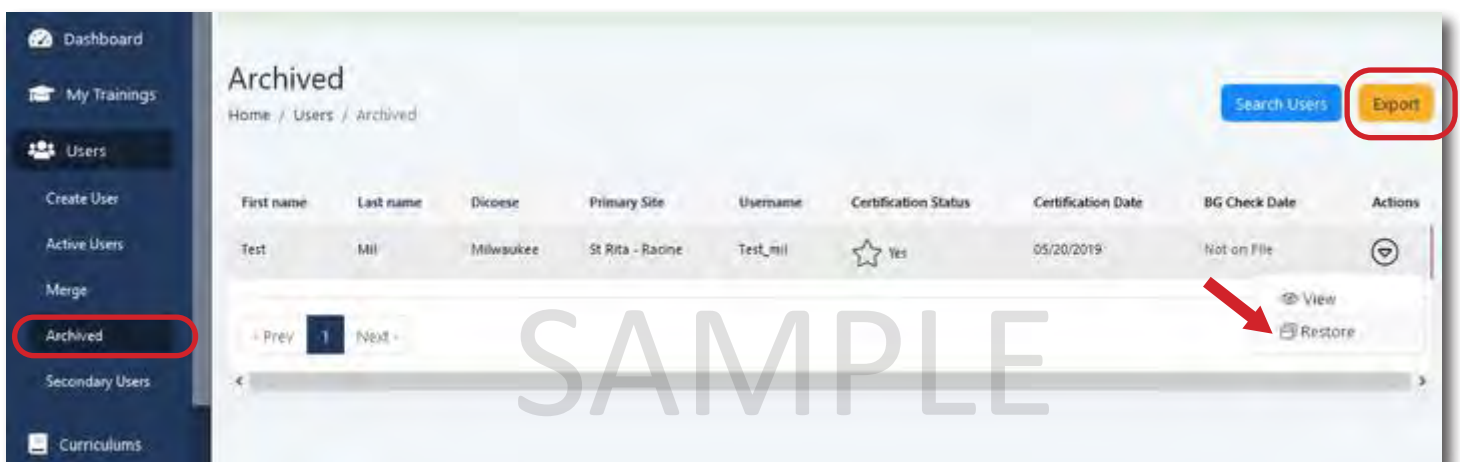 Dashboard
My Trainings
Users
Create User
Active Users
Merge
Archived
Secondary Users
Curriculums
Archived
Home / Users / Archived
Search Users
Export
First name Last name Dicoese Primary Site Username Certification Status Certification Date BG Check Date Actions
Test Mil Milwaukee St Rita - Racine Test_mil Yes 05/20/2019 Not on File
View
Restore
‹ Prev 1 Next ›
SAMPLE